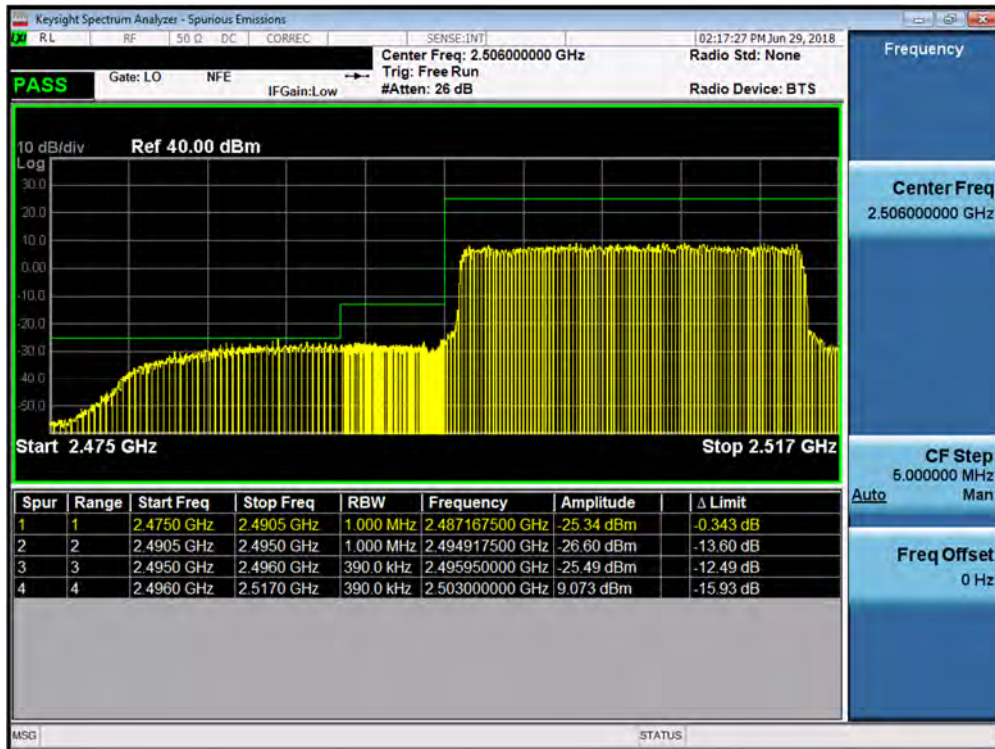 Keysight Spectrum Analyzer - Spurious Emissions
LXI RL RF 50 Ω DC CORREC SENSE:INT 02:17:27 PM Jun 29, 2018
Center Freq: 2.506000000 GHz Radio Std: None
Trig: Free Run
PASS Gate: LO NFE IFGain:Low #Atten: 26 dB Radio Device: BTS
10 dB/div Ref 40.00 dBm
Log
30.0
20.0
10.0
0.00
-10.0
-20.0
-30.0
-40.0
-50.0
Start 2.475 GHz Stop 2.517 GHz
Spur Range Start Freq Stop Freq RBW Frequency Amplitude Δ Limit
1 1 2.4750 GHz 2.4905 GHz 1.000 MHz 2.487167500 GHz -25.34 dBm -0.343 dB
2 2 2.4905 GHz 2.4950 GHz 1.000 MHz 2.494917500 GHz -26.60 dBm -13.60 dB
3 3 2.4950 GHz 2.4960 GHz 390.0 kHz 2.495950000 GHz -25.49 dBm -12.49 dB
4 4 2.4960 GHz 2.5170 GHz 390.0 kHz 2.503000000 GHz 9.073 dBm -15.93 dB
MSG STATUS
Frequency
Center Freq
2.506000000 GHz
CF Step
5.000000 MHz
Auto Man
Freq Offset
0 Hz